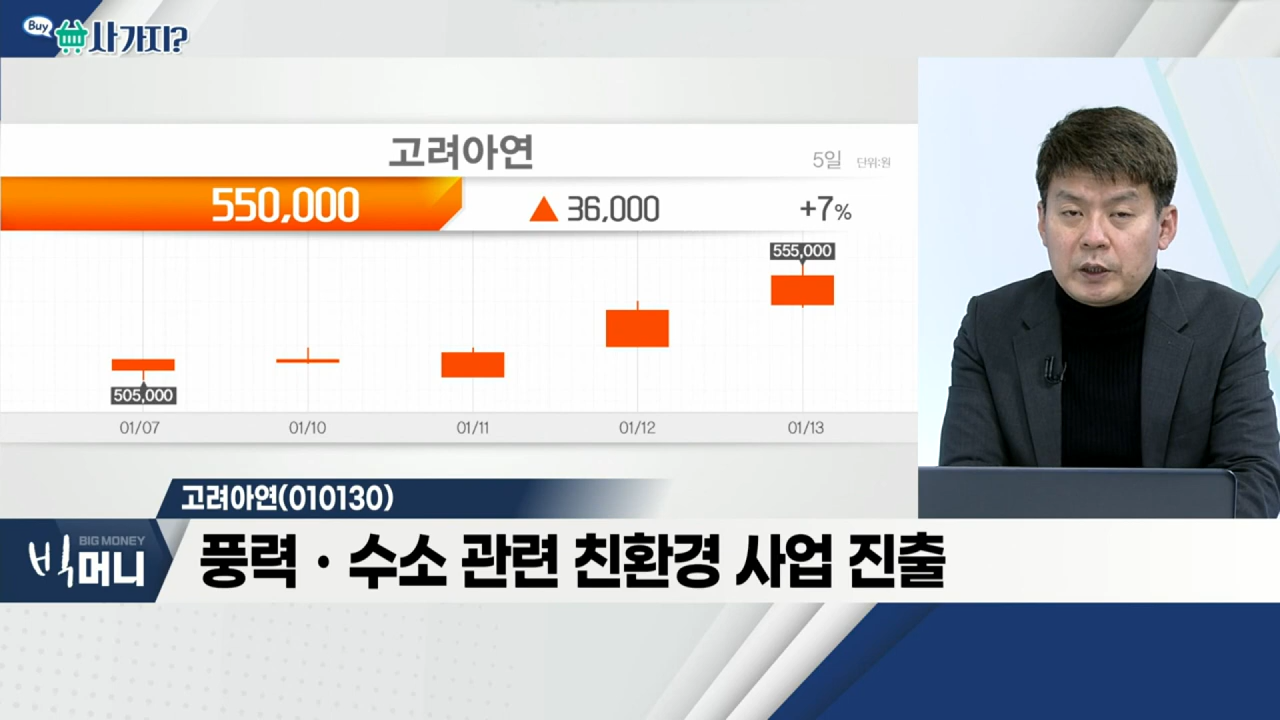 Buy
사 가지?
고려아연
5일 단위:원
550,000 ▲ 36,000 +7%
555,000
505,000
01/07 01/10 01/11 01/12 01/13
고려아연(010130)
BIG MONEY
빅머니
풍력 · 수소 관련 친환경 사업 진출